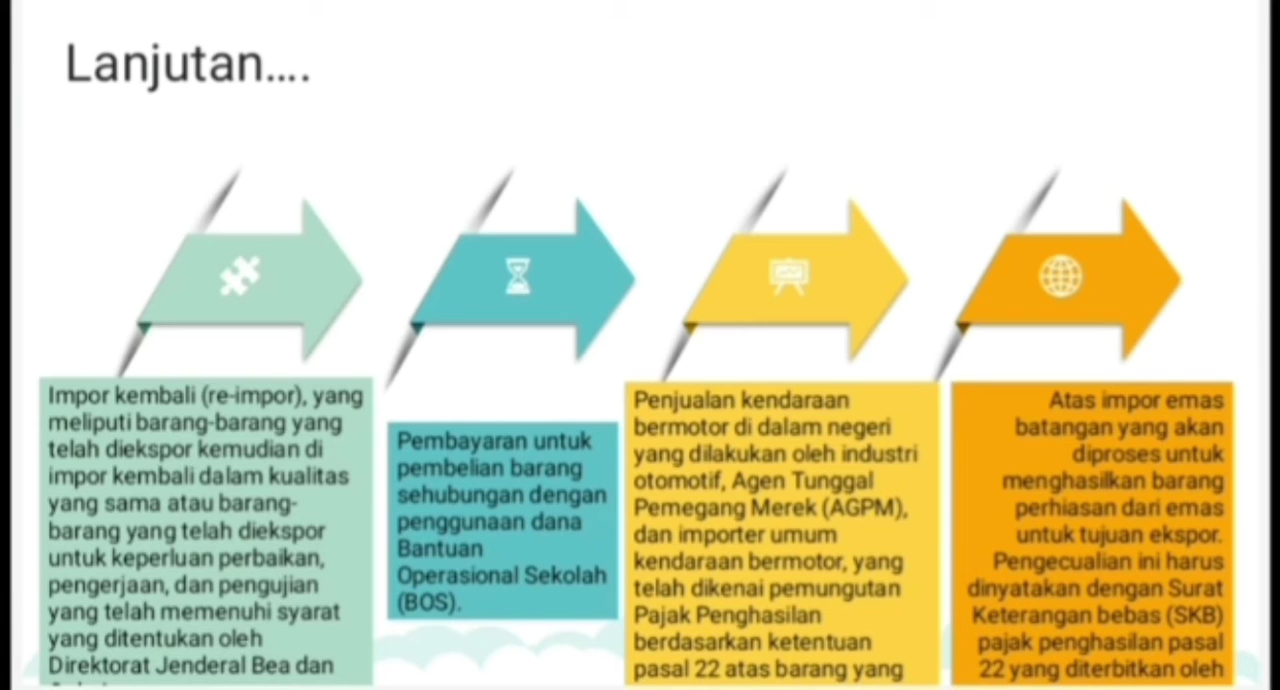 Lanjutan....
Impor kembali (re-impor), yang
meliputi barang-barang yang
telah diekspor kemudian di
impor kembali dalam kualitas
yang sama atau barang-
barang yang telah diekspor
untuk keperluan perbaikan,
pengerjaan, dan pengujian
yang telah memenuhi syarat
yang ditentukan oleh
Direktorat Jenderal Bea dan
Pembayaran untuk
pembelian barang
sehubungan dengan
penggunaan dana
Bantuan
Operasional Sekolah
(BOS).
Penjualan kendaraan
bermotor di dalam negeri
yang dilakukan oleh industri
otomotif, Agen Tunggal
Pemegang Merek (AGPM),
dan importer umum
kendaraan bermotor, yang
telah dikenai pemungutan
Pajak Penghasilan
berdasarkan ketentuan
pasal 22 atas barang yang
Atas impor emas
batangan yang akan
diproses untuk
menghasilkan barang
perhiasan dari emas
untuk tujuan ekspor.
Pengecualian ini harus
dinyatakan dengan Surat
Keterangan bebas (SKB)
pajak penghasilan pasal
22 yang diterbitkan oleh